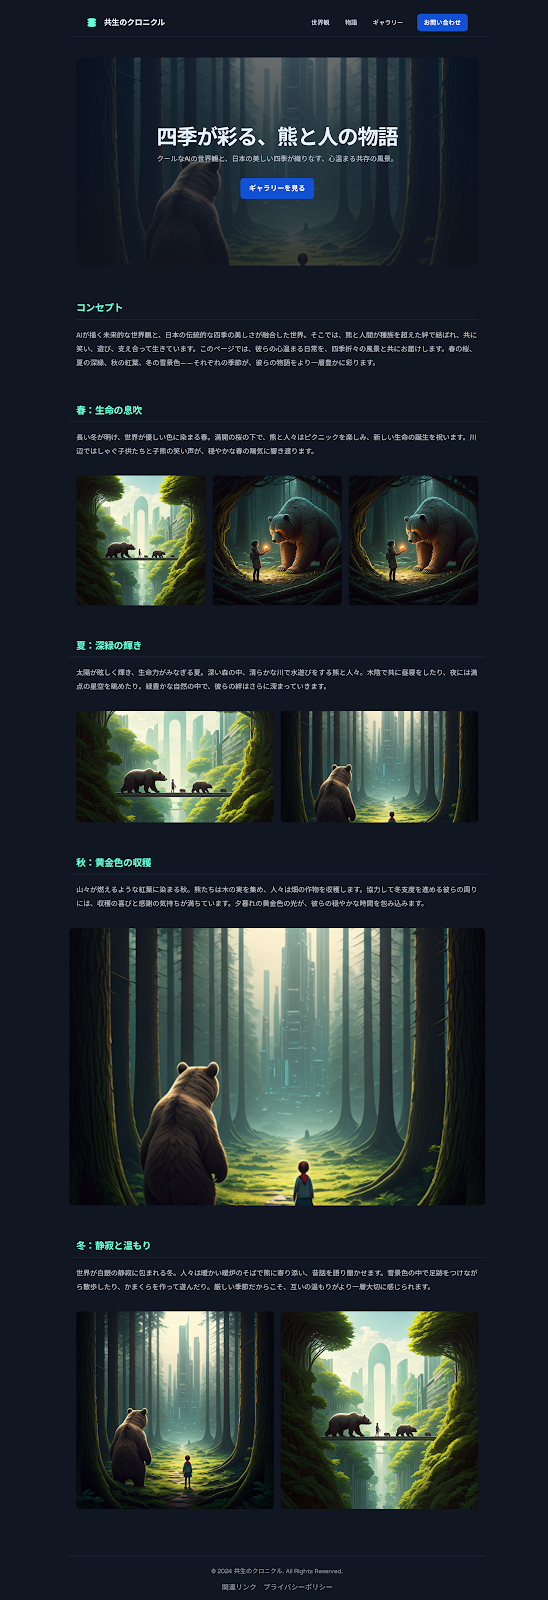 共生のクロニクル
世界観
物語
ギャラリー
お問い合わせ
四季が彩る、熊と人の物語
クールなAIの世界観と、日本の美しい四季が織りなす、心温まる共存の風景。
ギャラリーを見る
コンセプト
AIが描く未来的な世界観と、日本の伝統的な四季の美しさが融合した世界。そこでは、熊と人間が種族を超えた絆で結ばれ、共に
笑い、遊び、支え合って生きています。このページでは、彼らの心温まる日常を、四季折々の風景と共にお届けします。春の桜、
夏の深緑、秋の紅葉、冬の雪景色——それぞれの季節が、彼らの物語をより一層豊かに彩ります。
春：生命の息吹
長い冬が明け、世界が優しい色に染まる春。満開の桜の下で、熊と人々はピクニックを楽しみ、新しい生命の誕生を祝います。川
辺ではしゃぐ子供たちと子熊の笑い声が、穏やかな春の陽気に響き渡ります。
夏：深緑の輝き
太陽が眩しく輝き、生命力がみなぎる夏。深い森の中、清らかな川で水遊びをする熊と人々。木陰で共に昼寝をしたり、夜には満
点の星空を眺めたり。緑豊かな自然の中で、彼らの絆はさらに深まっていきます。
秋：黄金色の収穫
山々が燃えるような紅葉に染まる秋。熊たちは木の実を集め、人々は畑の作物を収穫します。協力して冬支度を進める彼らの周り
には、収穫の喜びと感謝の気持ちが満ちています。夕暮れの黄金色の光が、彼らの穏やかな時間を包み込みます。
冬：静寂と温もり
世界が白銀の静寂に包まれる冬。人々は暖かい暖炉のそばで熊に寄り添い、昔話を語り聞かせます。雪景色の中で足跡をつけなが
ら散歩したり、かまくらを作って遊んだり。厳しい季節だからこそ、互いの温もりがより一層大切に感じられます。
© 2024 共生のクロニクル. All Rights Reserved.
関連リンク プライバシーポリシー